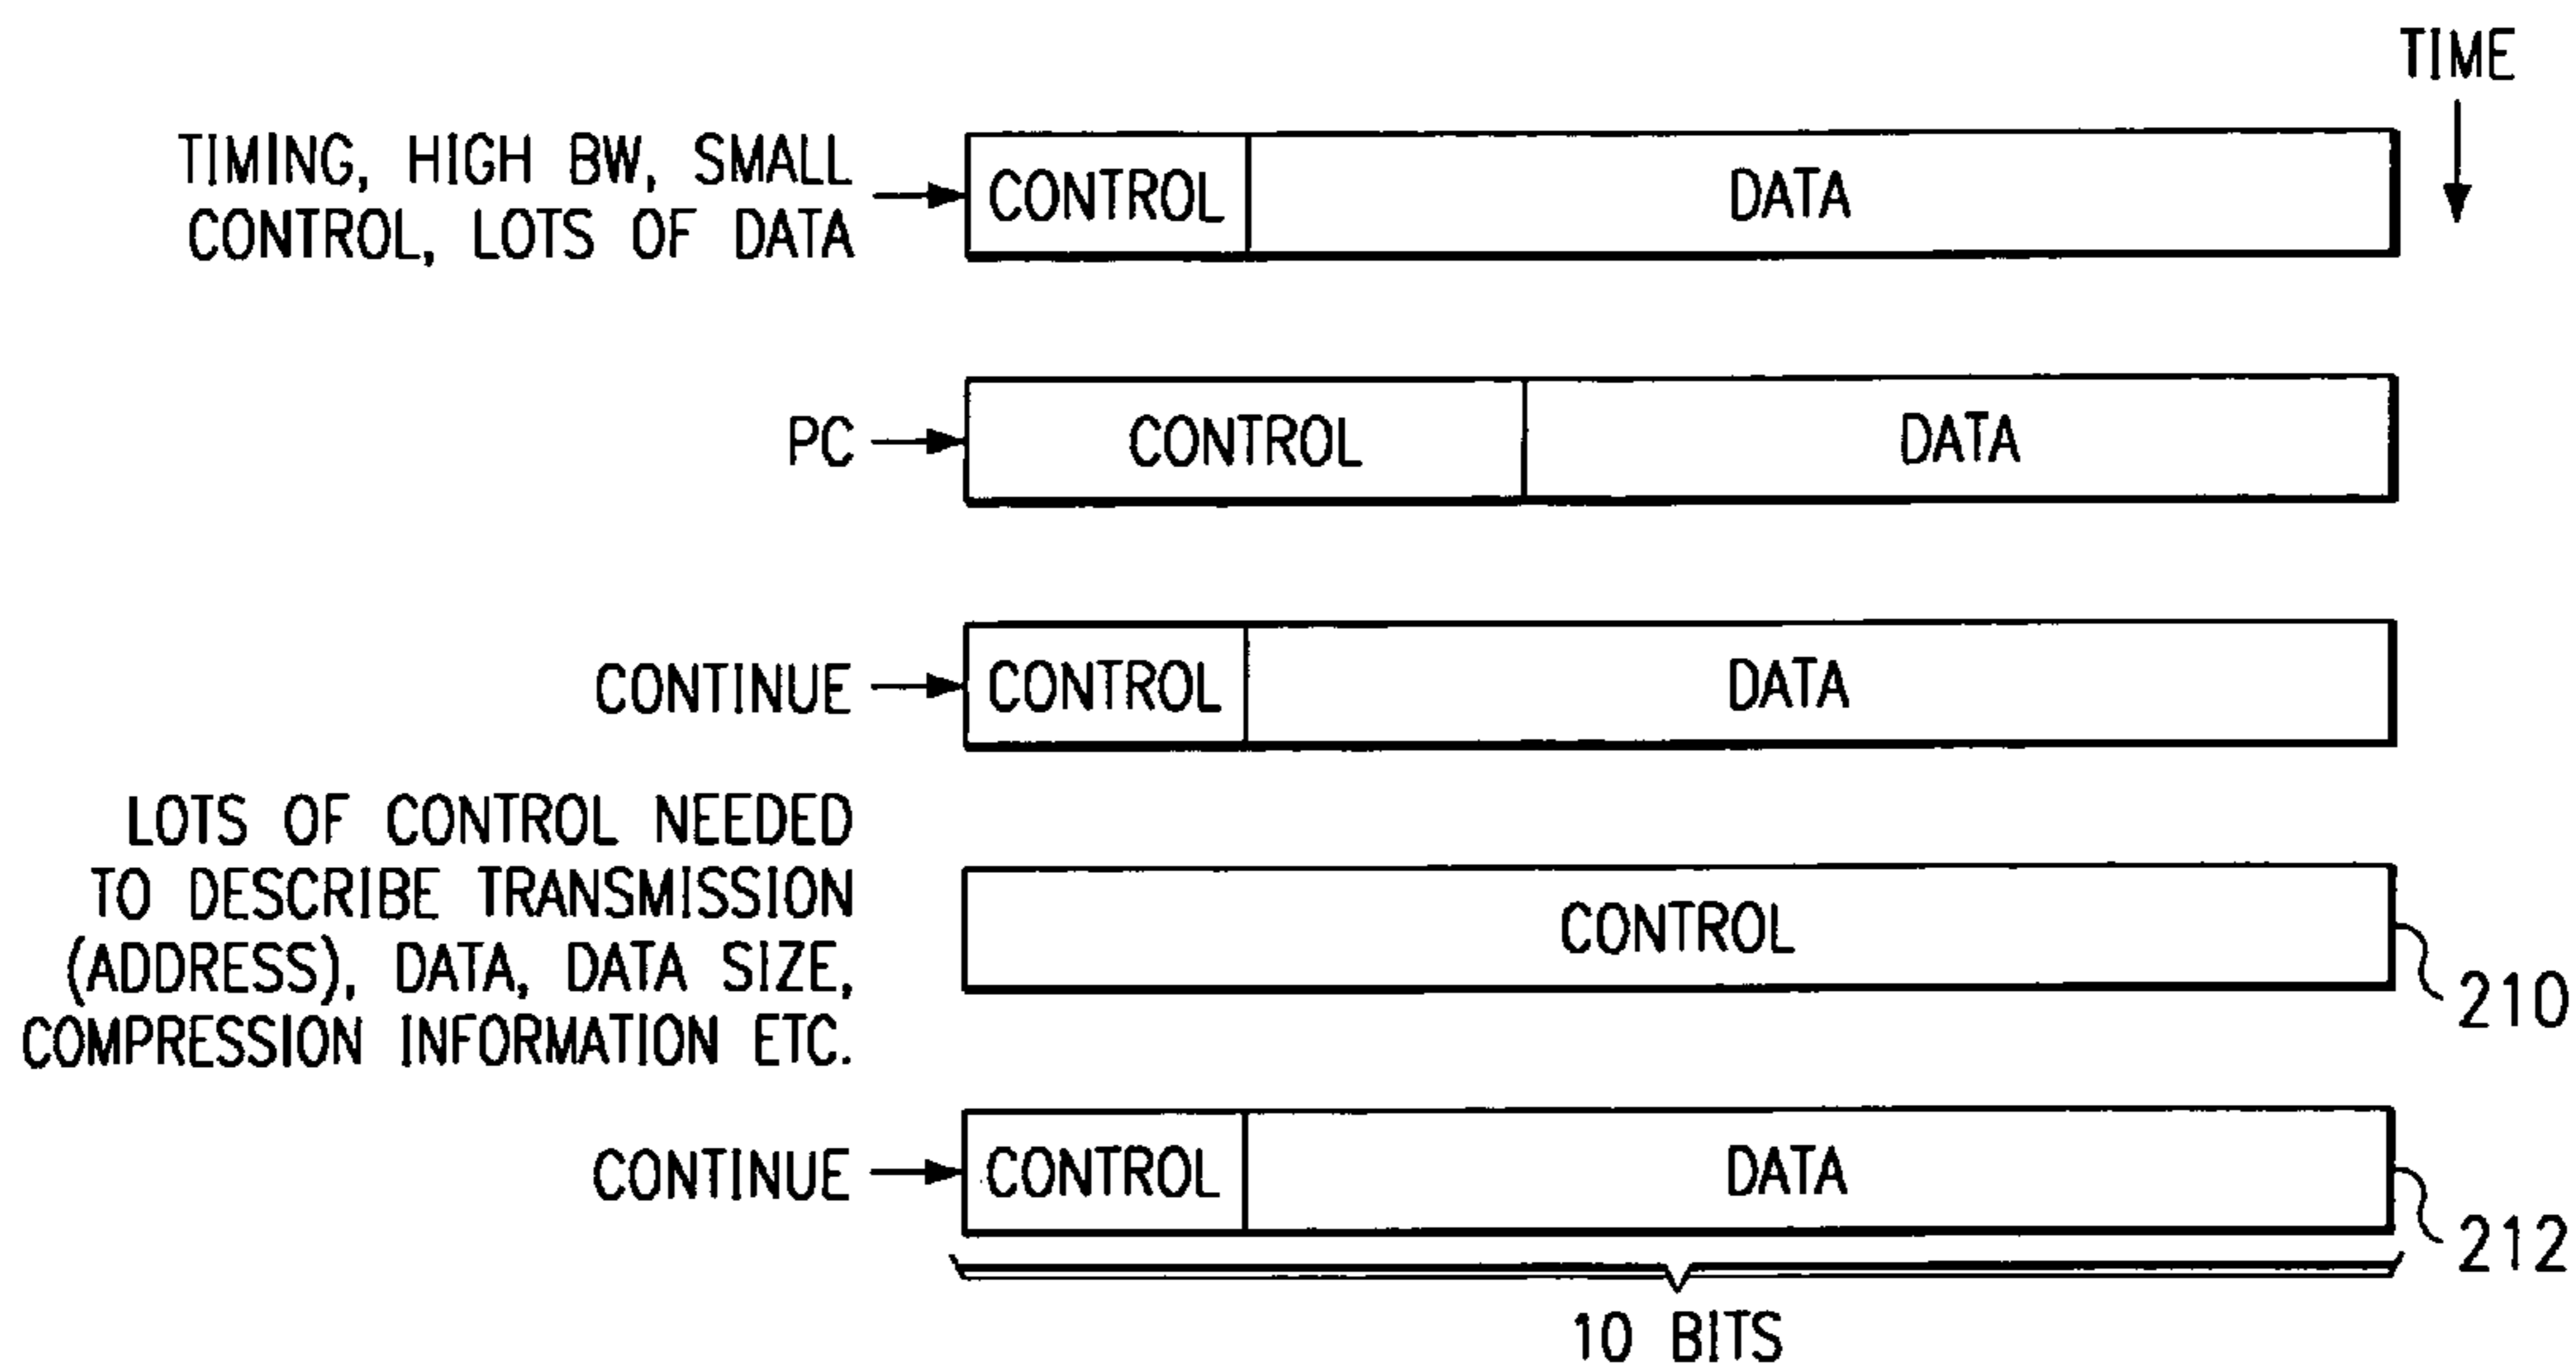 TIME
TIMING, HIGH BW, SMALL
CONTROL, LOTS OF DATA
CONTROL
DATA
PC
CONTROL
DATA
CONTINUE
CONTROL
DATA
LOTS OF CONTROL NEEDED
TO DESCRIBE TRANSMISSION
(ADDRESS), DATA, DATA SIZE,
COMPRESSION INFORMATION ETC.
CONTROL
210
CONTINUE
CONTROL
DATA
212
10 BITS